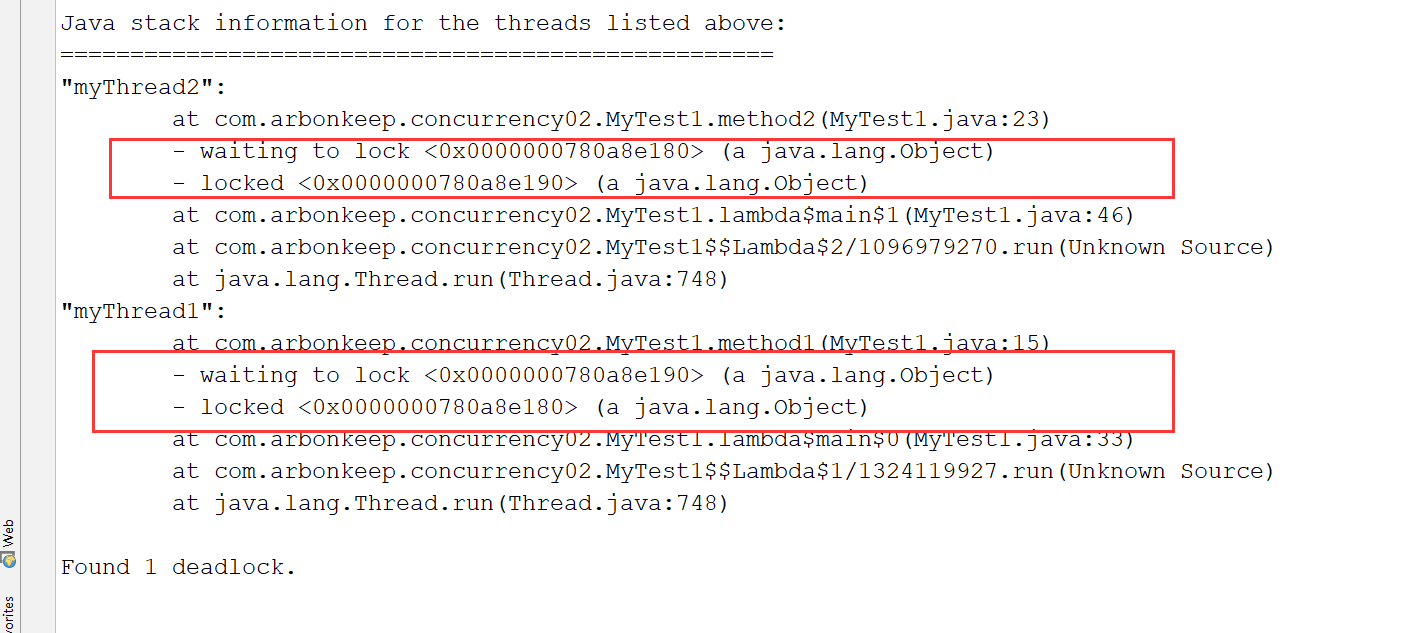 Java stack information for the threads listed above:
===================================================
"myThread2":
at com.arbonkeep.concurrency02.MyTest1.method2(MyTest1.java:23)
- waiting to lock <0x0000000780a8e180> (a java.lang.Object)
- locked <0x0000000780a8e190> (a java.lang.Object)
at com.arbonkeep.concurrency02.MyTest1.lambda$main$1(MyTest1.java:46)
at com.arbonkeep.concurrency02.MyTest1$$Lambda$2/1096979270.run(Unknown Source)
at java.lang.Thread.run(Thread.java:748)
"myThread1":
at com.arbonkeep.concurrency02.MyTest1.method1(MyTest1.java:15)
- waiting to lock <0x0000000780a8e190> (a java.lang.Object)
- locked <0x0000000780a8e180> (a java.lang.Object)
at com.arbonkeep.concurrency02.MyTest1.lambda$main$0(MyTest1.java:33)
at com.arbonkeep.concurrency02.MyTest1$$Lambda$1/1324119927.run(Unknown Source)
at java.lang.Thread.run(Thread.java:748)
Found 1 deadlock.
Web